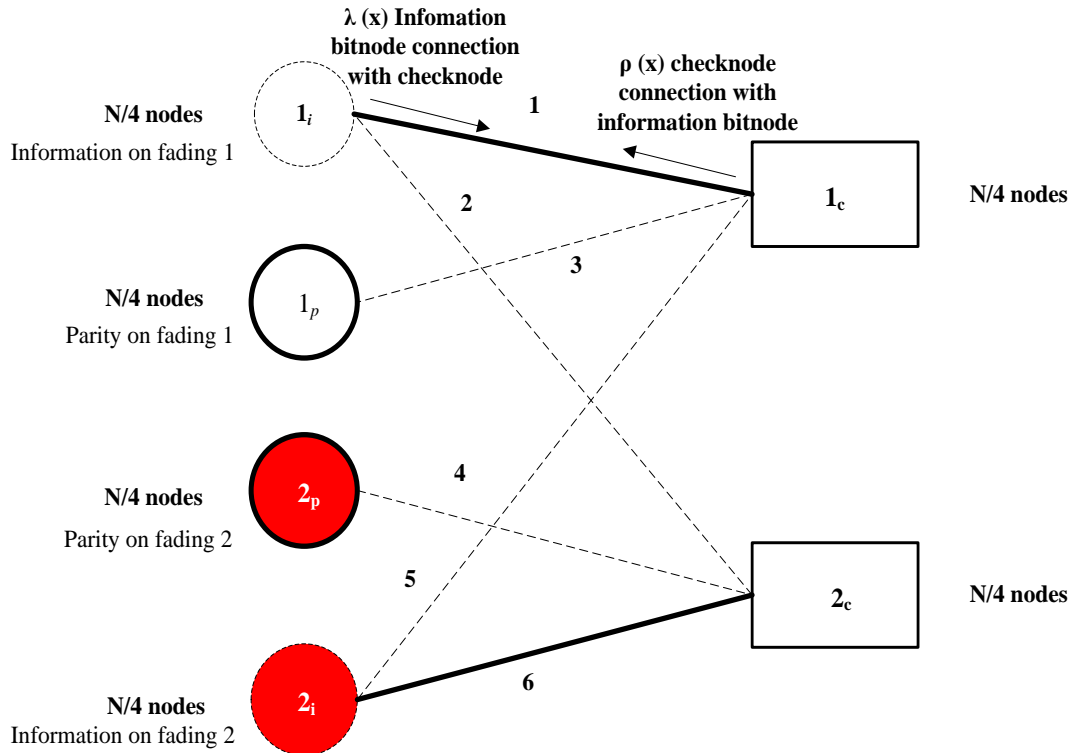 λ (x) Infomation
bitnode connection
with checknode
ρ (x) checknode
connection with
information bitnode
1
N/4 nodes
Information on fading 1
1i
1c
N/4 nodes
2
3
N/4 nodes
Parity on fading 1
1p
N/4 nodes
Parity on fading 2
2p
4
5
2c
N/4 nodes
6
N/4 nodes
Information on fading 2
2i